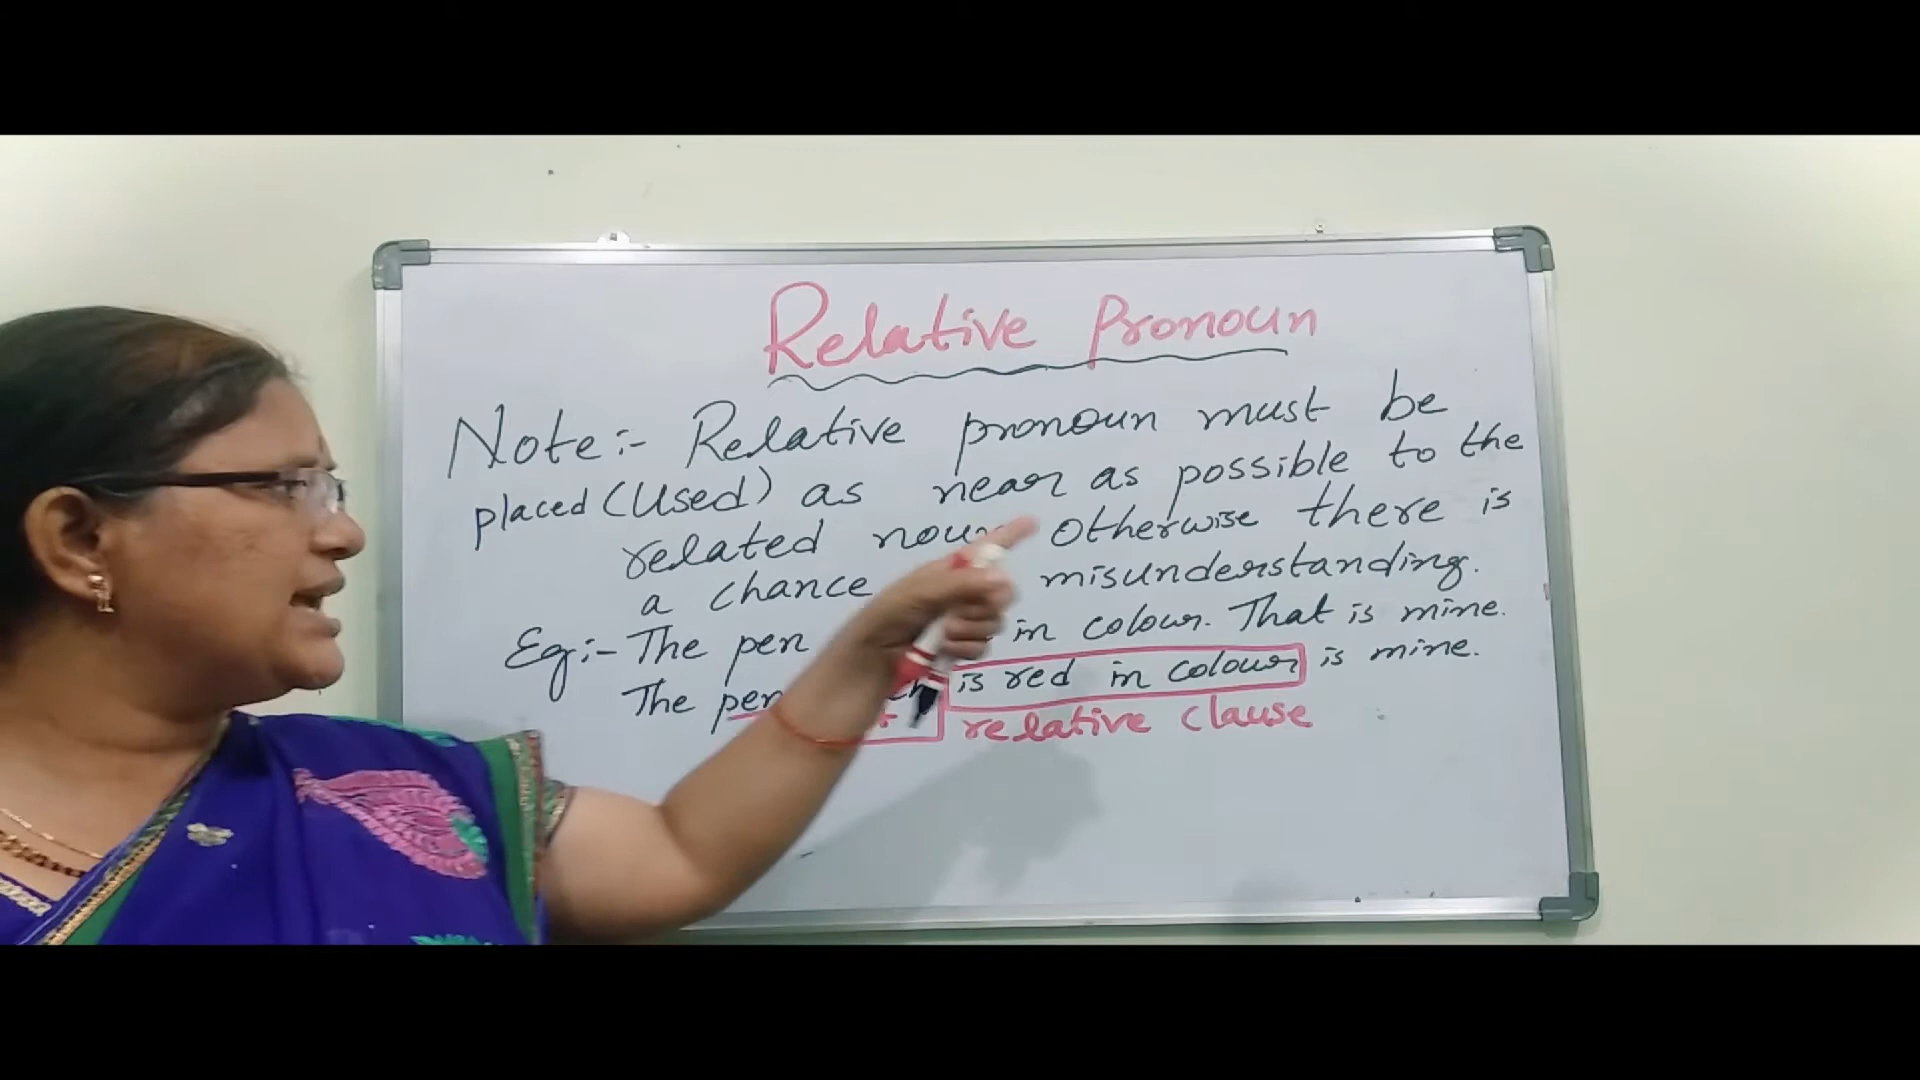 Relative Pronoun
Note:- Relative pronoun must be
placed (Used) as near as possible to the
related noun otherwise there is
a chance misunderstanding.
Eg:- The pen in colour. That is mine.
The pen is red in colour is mine.
relative clause